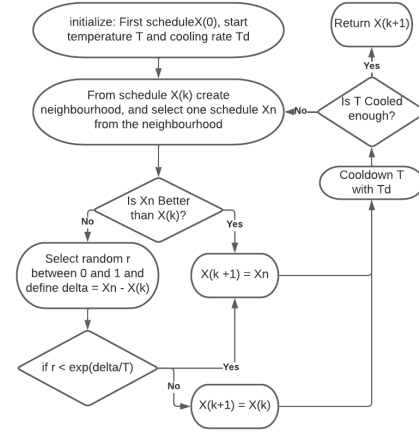 initialize: First scheduleX(0), start
temperature T and cooling rate Td
Return X(k+1)
Yes
From schedule X(k) create
neighbourhood, and select one schedule Xn
from the neighbourhood
No
Is T Cooled
enough?
Cooldown T
with Td
Is Xn Better
than X(k)?
No
Yes
Select random r
between 0 and 1 and
define delta = Xn - X(k)
X(k +1) = Xn
if r < exp(delta/T)
Yes
No
X(k+1) = X(k)